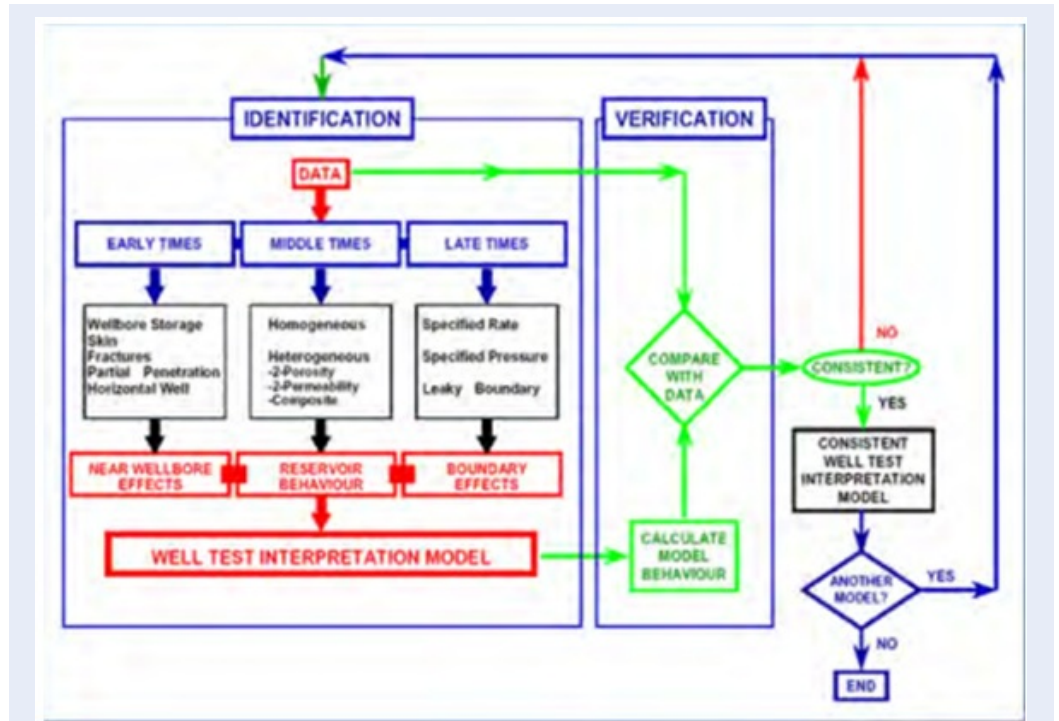 IDENTIFICATION
VERIFICATION
DATA
EARLY TIMES
MIDDLE TIMES
LATE TIMES
Wellbore Storage
Skin
Fractures
Partial Penetration
Horizontal Well
Homogeneous
Heterogeneous
-2-Porosity
-2-Permeability
-Composite
Specified Rate
Specified Pressure
Leaky Boundary
NEAR WELLBORE
EFFECTS
RESERVOIR
BEHAVIOUR
BOUNDARY
EFFECTS
WELL TEST INTERPRETATION MODEL
COMPARE
WITH
DATA
CALCULATE
MODEL
BEHAVIOUR
NO
CONSISTENT?
YES
CONSISTENT
WELL TEST
INTERPRETATION
MODEL
ANOTHER
MODEL?
YES
NO
END